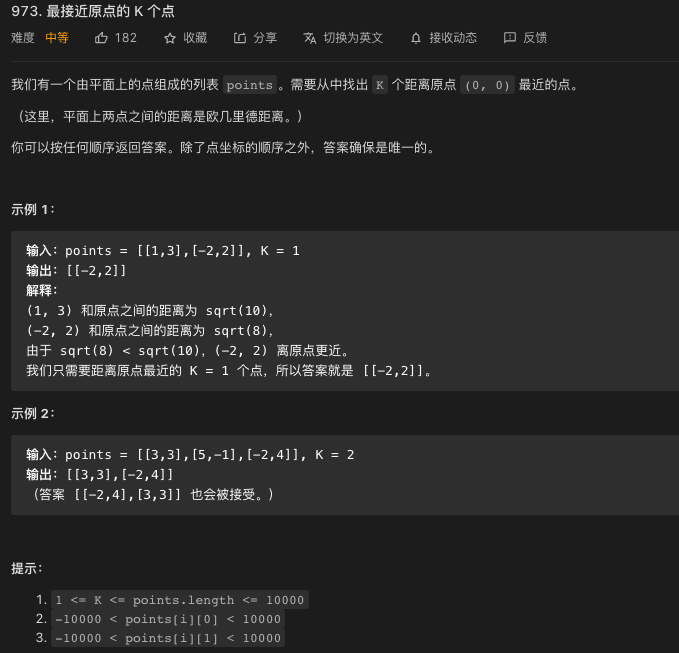 973. 最接近原点的 K 个点
难度 中等 182 收藏 分享 切换为英文 接收动态 反馈
我们有一个由平面上的点组成的列表 points 。需要从中找出 K 个距离原点 (0, 0) 最近的点。
（这里，平面上两点之间的距离是欧几里德距离。）
你可以按任何顺序返回答案。除了点坐标的顺序之外，答案确保是唯一的。
示例 1：
输入：points = [[1,3],[-2,2]], K = 1
输出：[[-2,2]]
解释：
(1, 3) 和原点之间的距离为 sqrt(10)，
(-2, 2) 和原点之间的距离为 sqrt(8)，
由于 sqrt(8) < sqrt(10)，(-2, 2) 离原点更近。
我们只需要距离原点最近的 K = 1 个点，所以答案就是 [[-2,2]]。
示例 2：
输入：points = [[3,3],[5,-1],[-2,4]], K = 2
输出：[[3,3],[-2,4]]
（答案 [[-2,4],[3,3]] 也会被接受。）
提示：
1. 1 <= K <= points.length <= 10000
2. -10000 < points[i][0] < 10000
3. -10000 < points[i][1] < 10000